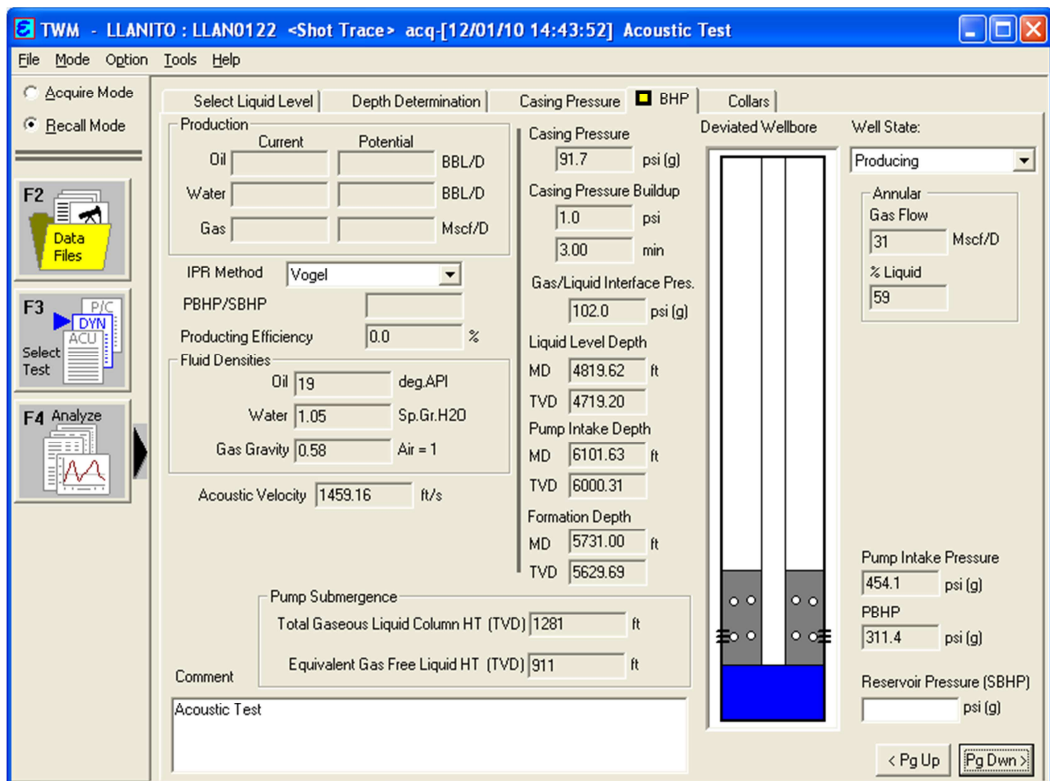 TWM - LLANITO : LLAN0122 <Shot Trace> acq-[12/01/10 14:43:52] Acoustic Test
File Mode Option Tools Help
Acquire Mode
Recall Mode
F2
Data
Files
F3
P/C
DYN
ACU
Select
Test
F4 Analyze
Select Liquid Level
Depth Determination
Casing Pressure
BHP
Collars
Production
Current Potential
Oil BBL/D
Water BBL/D
Gas Mscf/D
IPR Method Vogel
PBHP/SBHP
Producting Efficiency 0.0 %
Fluid Densities
Oil 19 deg.API
Water 1.05 Sp.Gr.H2O
Gas Gravity 0.58 Air = 1
Acoustic Velocity 1459.16 ft/s
Casing Pressure
91.7 psi (g)
Casing Pressure Buildup
1.0 psi
3.00 min
Gas/Liquid Interface Pres.
102.0 psi (g)
Liquid Level Depth
MD 4819.62 ft
TVD 4719.20
Pump Intake Depth
MD 6101.63 ft
TVD 6000.31
Formation Depth
MD 5731.00 ft
TVD 5629.69
Pump Submergence
Total Gaseous Liquid Column HT (TVD) 1281 ft
Equivalent Gas Free Liquid HT (TVD) 911 ft
Comment
Acoustic Test
Deviated Wellbore
Well State:
Producing
Annular
Gas Flow
31 Mscf/D
% Liquid
59
Pump Intake Pressure
454.1 psi (g)
PBHP
311.4 psi (g)
Reservoir Pressure (SBHP)
psi (g)
< Pg Up
Pg Dwn >